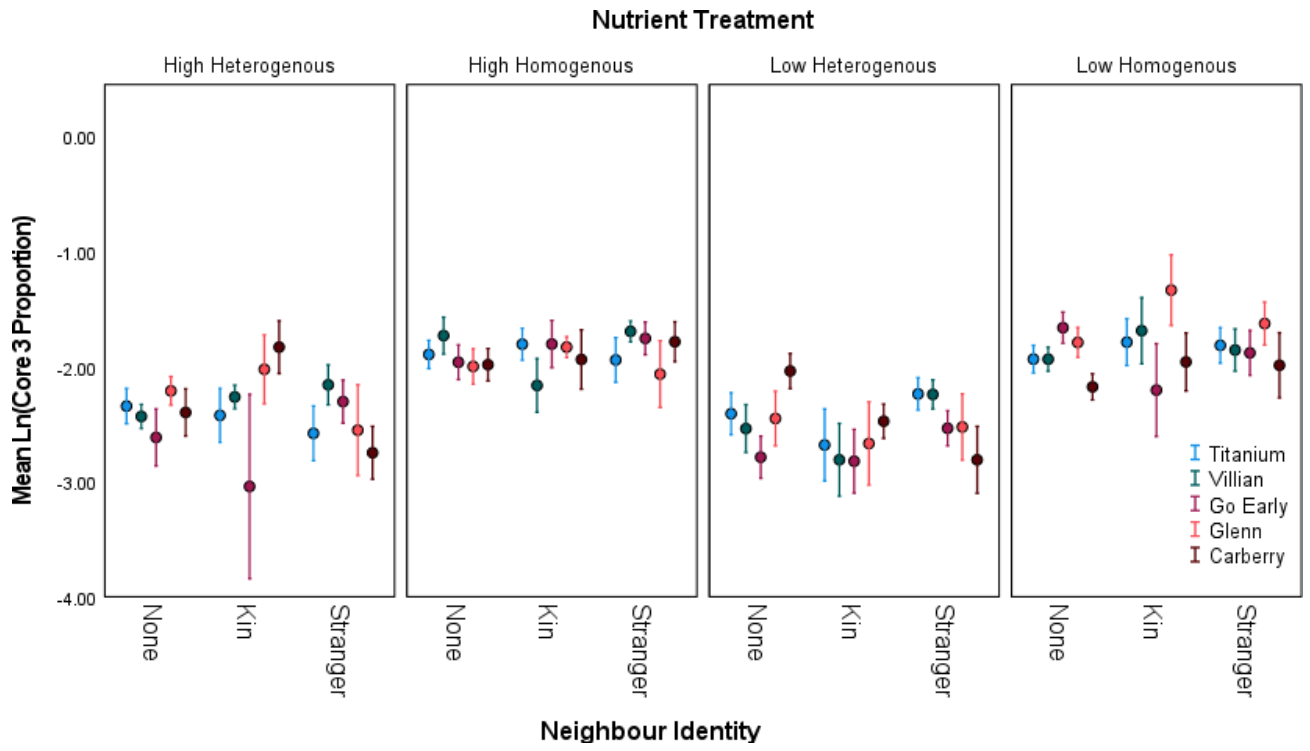 Nutrient Treatment
High Heterogenous
High Homogenous
Low Heterogenous
Low Homogenous
Mean Ln(Core 3 Proportion)
0.00
-1.00
-2.00
-3.00
-4.00
Titanium
Villian
Go Early
Glenn
Carberry
None
Kin
Stranger
None
Kin
Stranger
None
Kin
Stranger
None
Kin
Stranger
Neighbour Identity